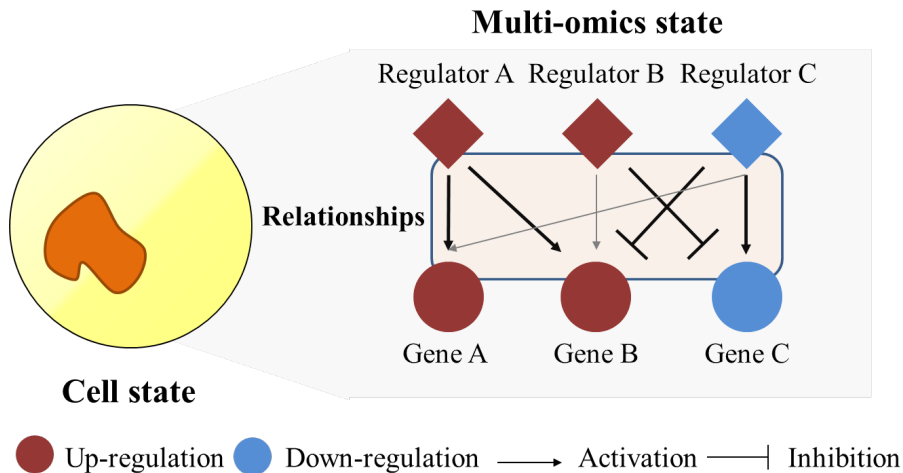 Multi-omics state
Regulator A Regulator B Regulator C
Relationships
Gene A Gene B Gene C
Cell state
Up-regulation Down-regulation Activation Inhibition